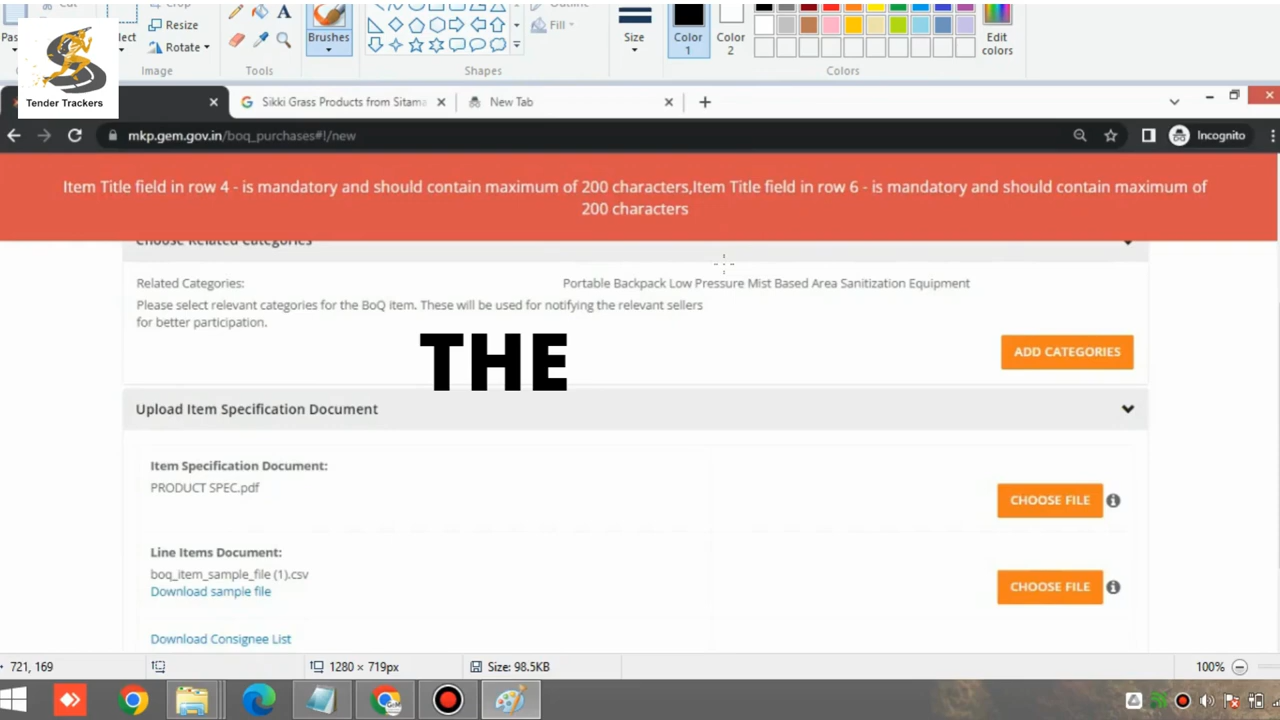 Cut
Crop
Outline
Resize
Rotate
Fill
Brushes
Size
Color
1
Color
2
Edit
colors
Image
Tools
Shapes
Colors
Tender Trackers
Sikki Grass Products from Sitama
New Tab
mkp.gem.gov.in/boq_purchases#!/new
Incognito
Item Title field in row 4 - is mandatory and should contain maximum of 200 characters,Item Title field in row 6 - is mandatory and should contain maximum of
200 characters
Choose Related Categories
Related Categories:
Portable Backpack Low Pressure Mist Based Area Sanitization Equipment
Please select relevant categories for the BoQ item. These will be used for notifying the relevant sellers
for better participation.
THE
ADD CATEGORIES
Upload Item Specification Document
Item Specification Document:
PRODUCT SPEC.pdf
CHOOSE FILE
Line Items Document:
boq_item_sample_file (1).csv
Download sample file
CHOOSE FILE
Download Consignee List
721, 169
1280 × 719px
Size: 98.5KB
100%